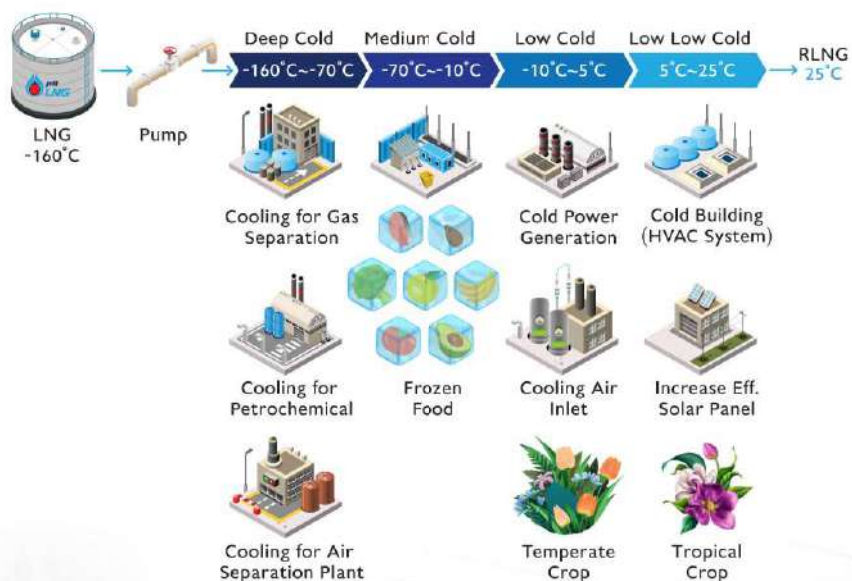 Deep Cold
Medium Cold
Low Cold
Low Low Cold
-160°C~-70°C
-70°C~-10°C
-10°C~5°C
5°C~25°C
RLNG
25°C
ptt
LNG
LNG
-160°C
Pump
Cooling for Gas
Separation
Cold Power
Generation
Cold Building
(HVAC System)
Cooling for
Petrochemical
Frozen
Food
Cooling Air
Inlet
Increase Eff.
Solar Panel
Cooling for Air
Separation Plant
Temperate
Crop
Tropical
Crop